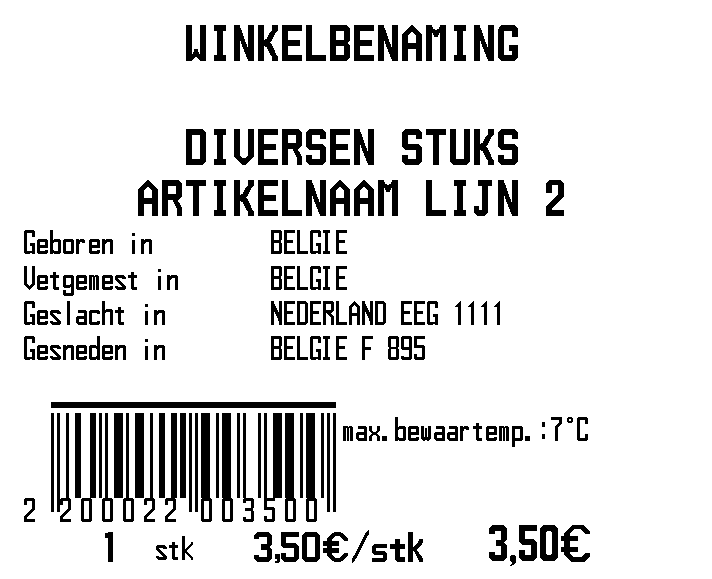 WINKELBENAMING
DIVERSEN STUKS
ARTIKELNAAM LIJN 2
Geboren in BELGIE
Vetgemest in BELGIE
Geslacht in NEDERLAND EEG 1111
Gesneden in BELGIE F 895
max.bewaartemp.:7°C
2 200022 003500
1 stk 3,50€/stk 3,50€